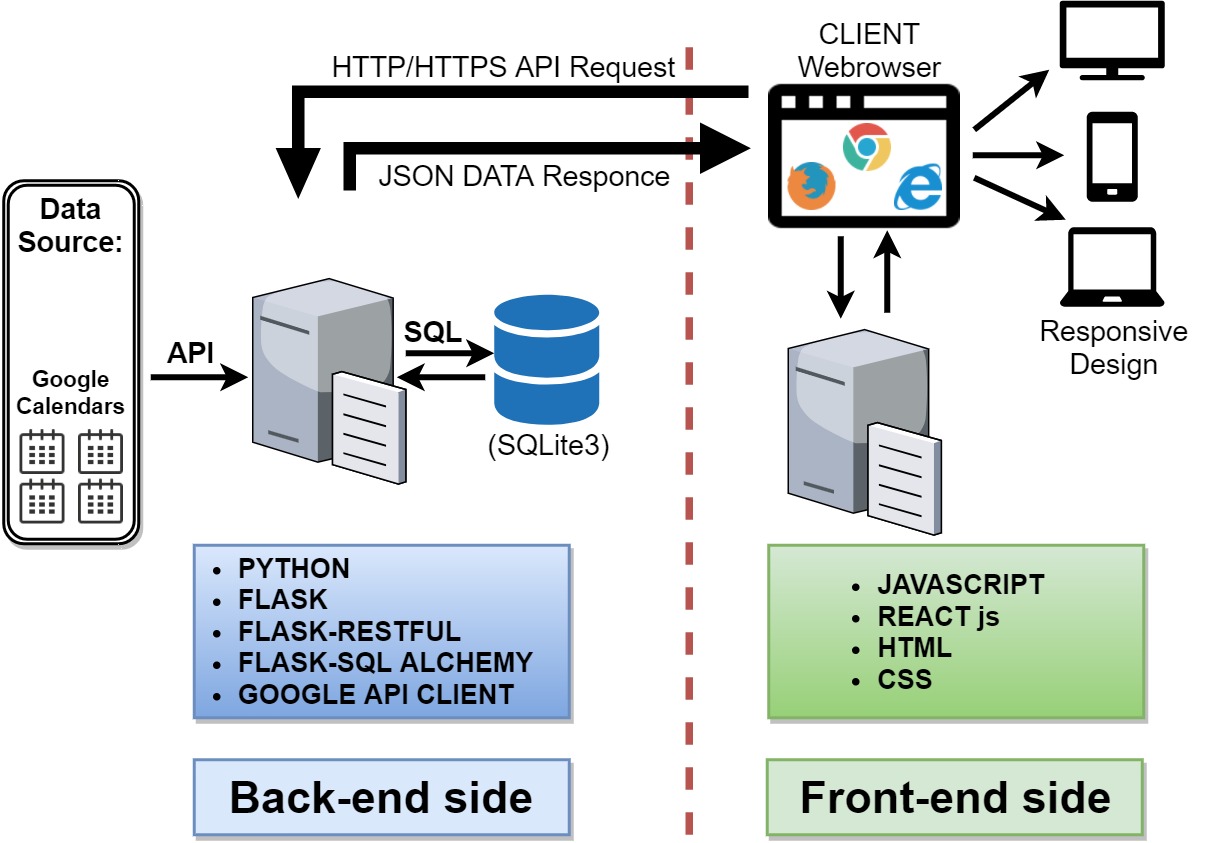 CLIENT
Webrowser
HTTP/HTTPS API Request
JSON DATA Responce
Data
Source:
Google
Calendars
API
SQL
(SQLite3)
Responsive
Design
• PYTHON
• FLASK
• FLASK-RESTFUL
• FLASK-SQL ALCHEMY
• GOOGLE API CLIENT
• JAVASCRIPT
• REACT js
• HTML
• CSS
Back-end side
Front-end side